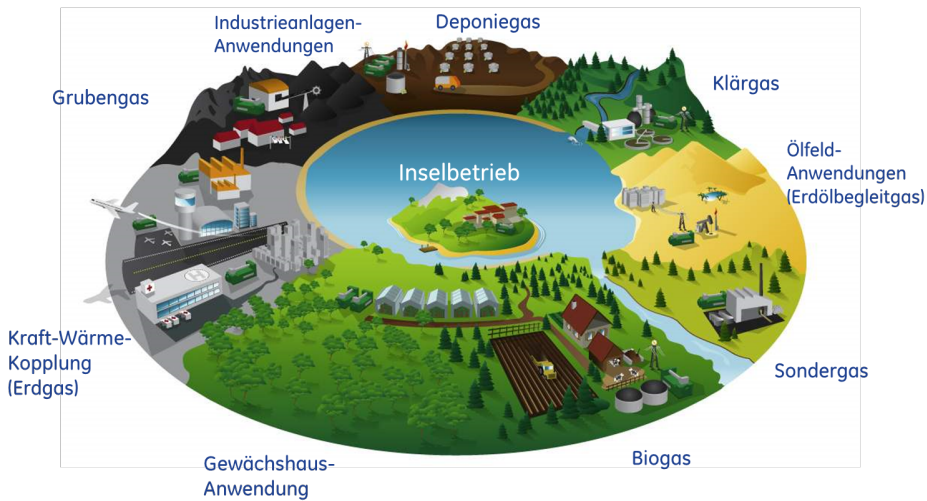 Industrieanlagen-
Anwendungen
Deponiegas
Grubengas
Klärgas
Ölfeld-
Anwendungen
(Erdölbegleitgas)
Inselbetrieb
Kraft-Wärme-
Kopplung
(Erdgas)
Sondergas
Gewächshaus-
Anwendung
Biogas
H